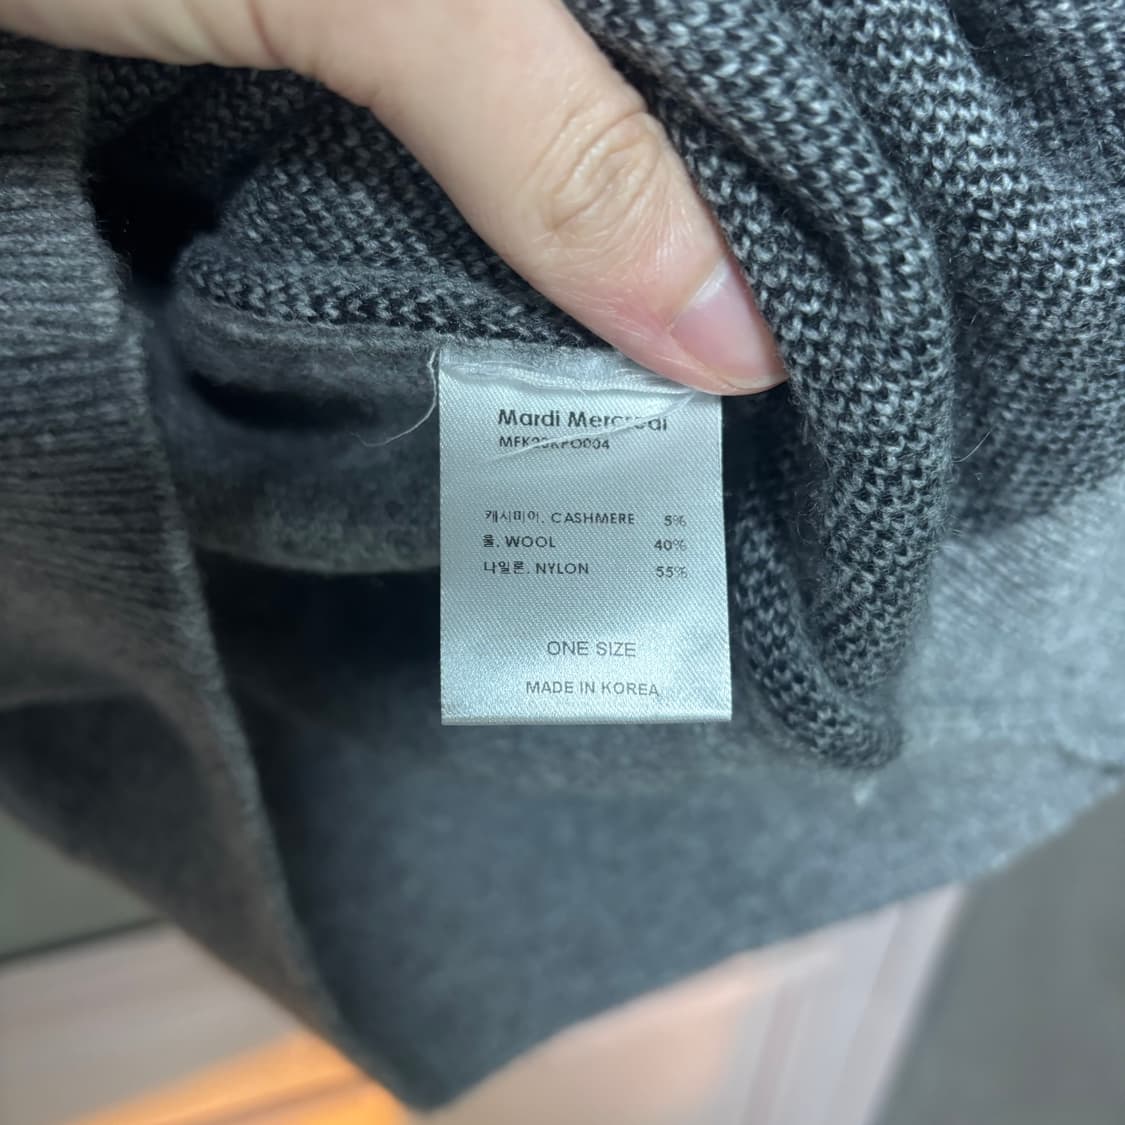 Mardi Mercredi
캐시미어. CASHMERE 5%
울. WOOL 40%
나일론. NYLON 55%
ONE SIZE
MADE IN KOREA